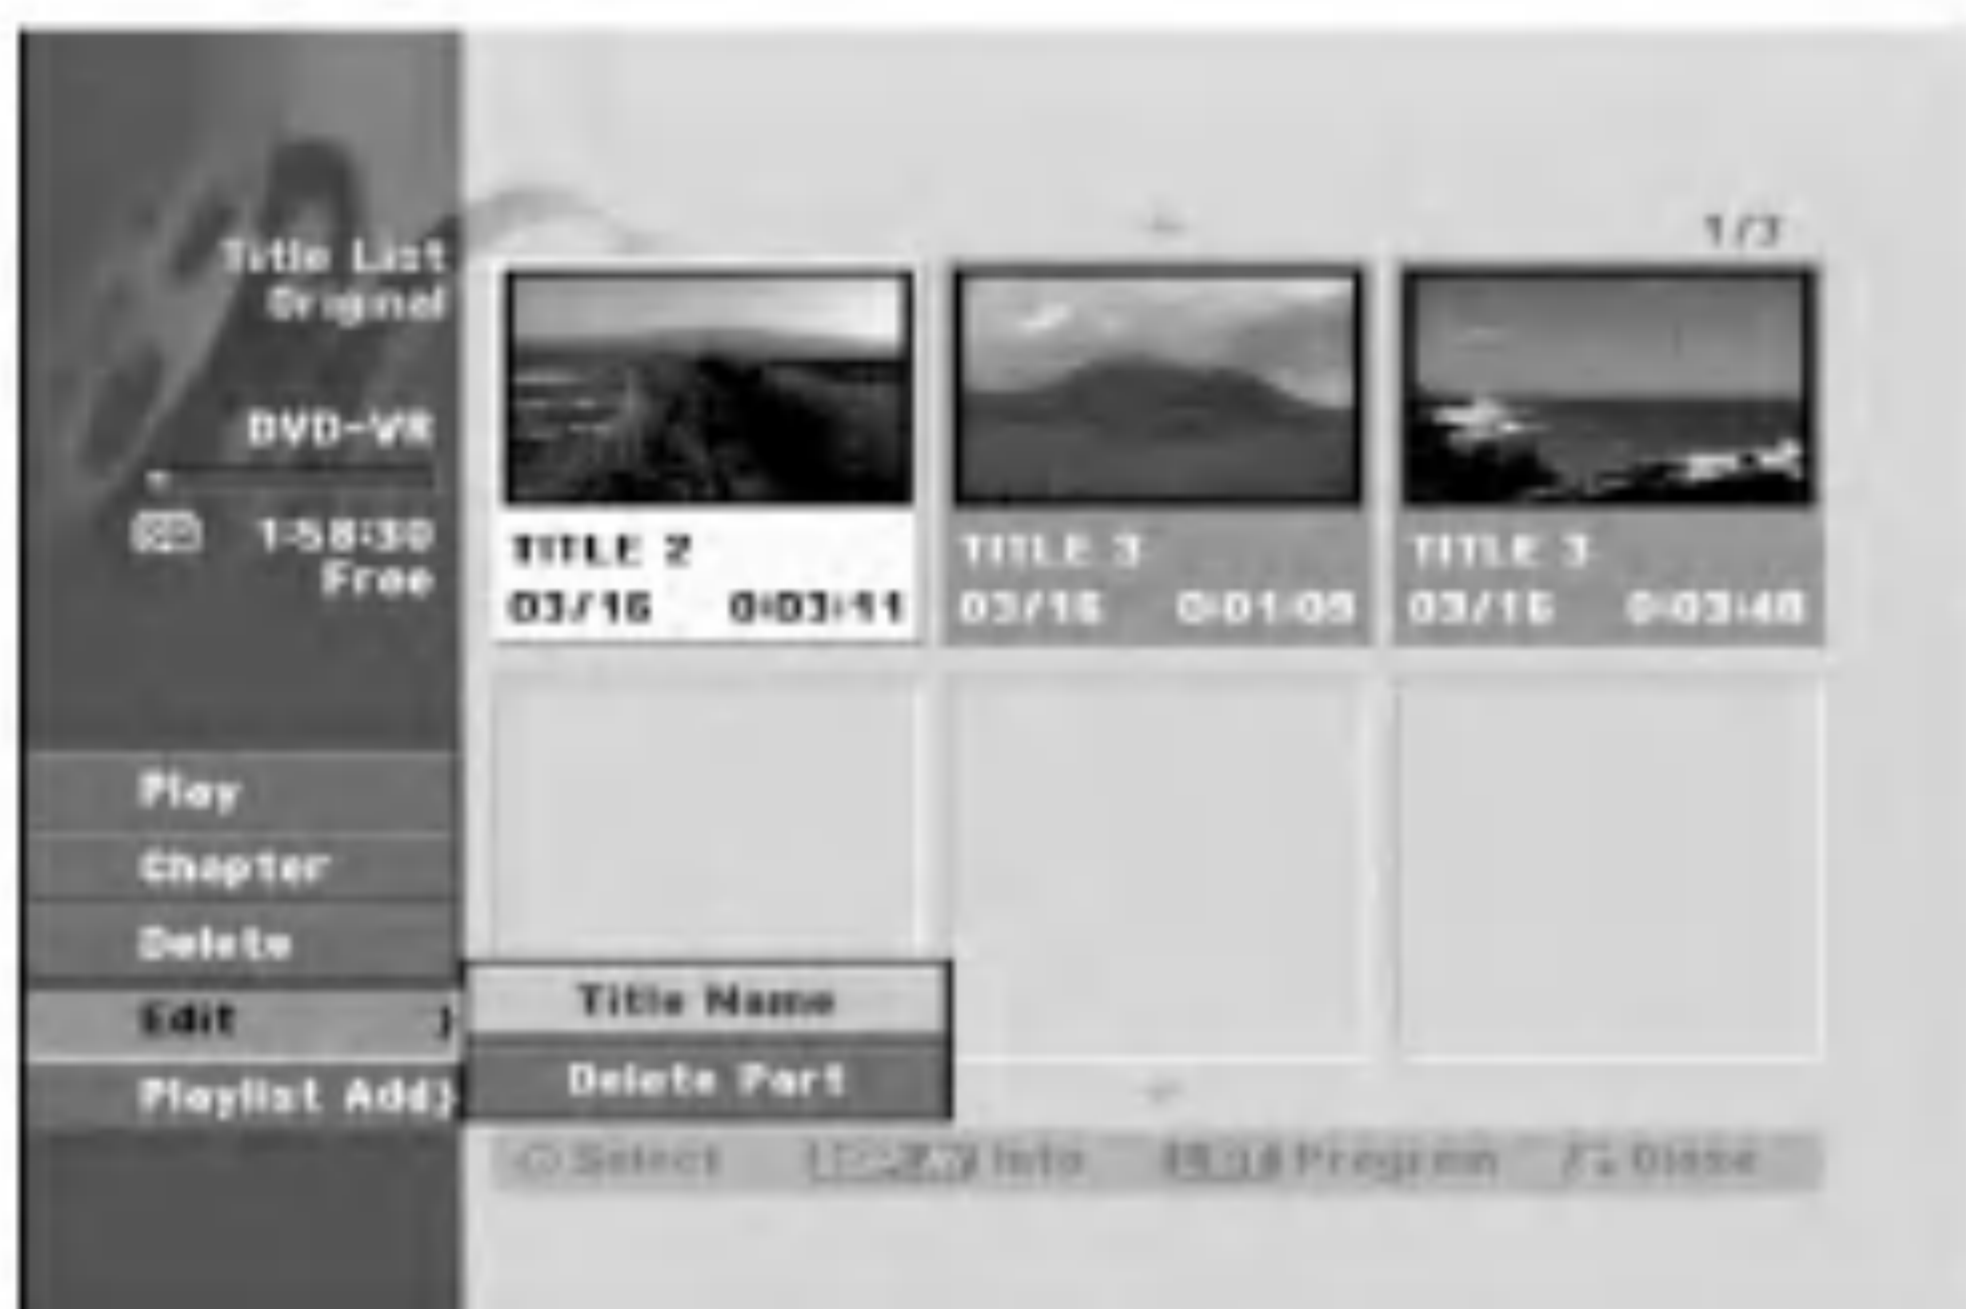 Title List
Original
DVD-VR
1:58:30
Free
Play
Chapter
Delete
Edit
Playlist Add
1/3
TITLE 2
03/16 0:03:11
TITLE 3
03/16 0:01:09
TITLE 3
03/16 0:03:48
Title Name
Delete Part
Select Info Program Close